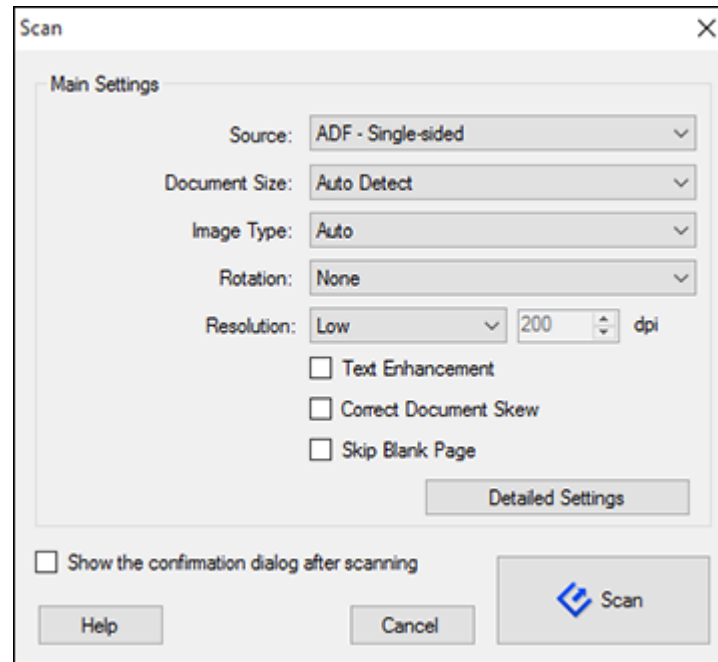 Scan
Main Settings
Source: ADF - Single-sided
Document Size: Auto Detect
Image Type: Auto
Rotation: None
Resolution: Low 200 dpi
Text Enhancement
Correct Document Skew
Skip Blank Page
Detailed Settings
Show the confirmation dialog after scanning
Scan
Help Cancel